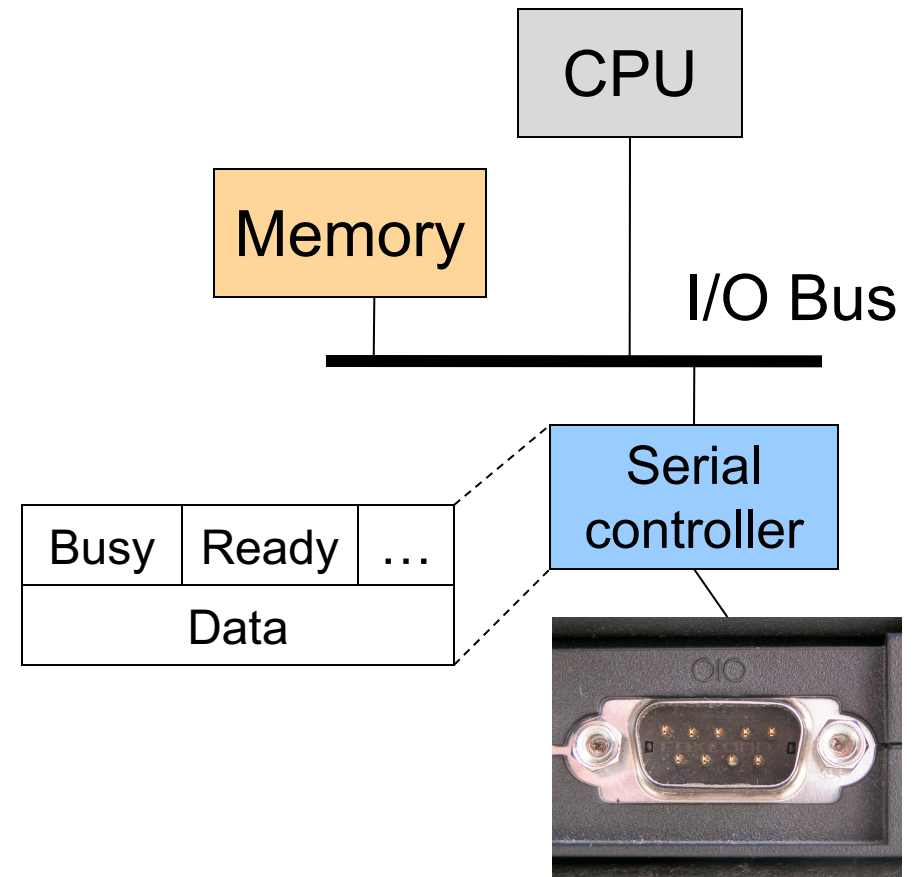 CPU
Memory
I/O Bus
Serial
controller
Busy
Ready
…
Data
IOIO